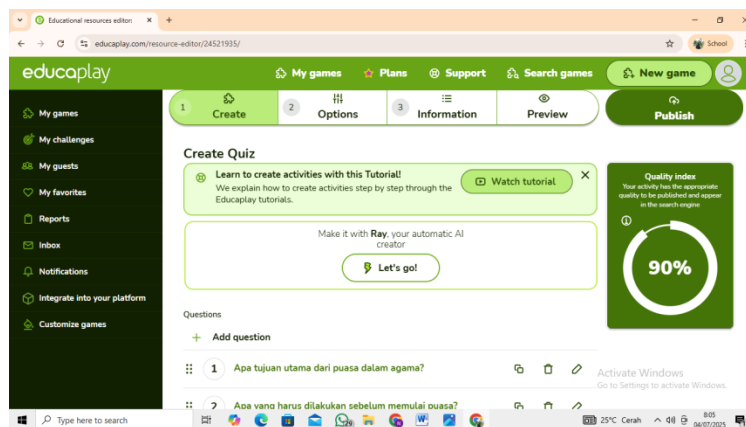 Educational resources editor
educaplay.com/resource-editor/24521935/
School
educaplay
My games
Plans
Support
Search games
New game
My games
My challenges
My guests
My favorites
Reports
Inbox
Notifications
Integrate into your platform
Customize games
1 Create
2 Options
3 Information
Preview
Publish
Create Quiz
Learn to create activities with this Tutorial!
We explain how to create activities step by step through the
Educaplay tutorials.
Watch tutorial
Make it with Ray, your automatic AI
creator
Let's go!
Quality index
Your activity has the appropriate
quality to be published and appear
in the search engine
90%
Questions
+ Add question
1 Apa tujuan utama dari puasa dalam agama?
2 Apa yang harus dilakukan sebelum memulai puasa?
Activate Windows
Go to Settings to activate Windows.
Type here to search
25°C Cerah
8:05
04/07/2025